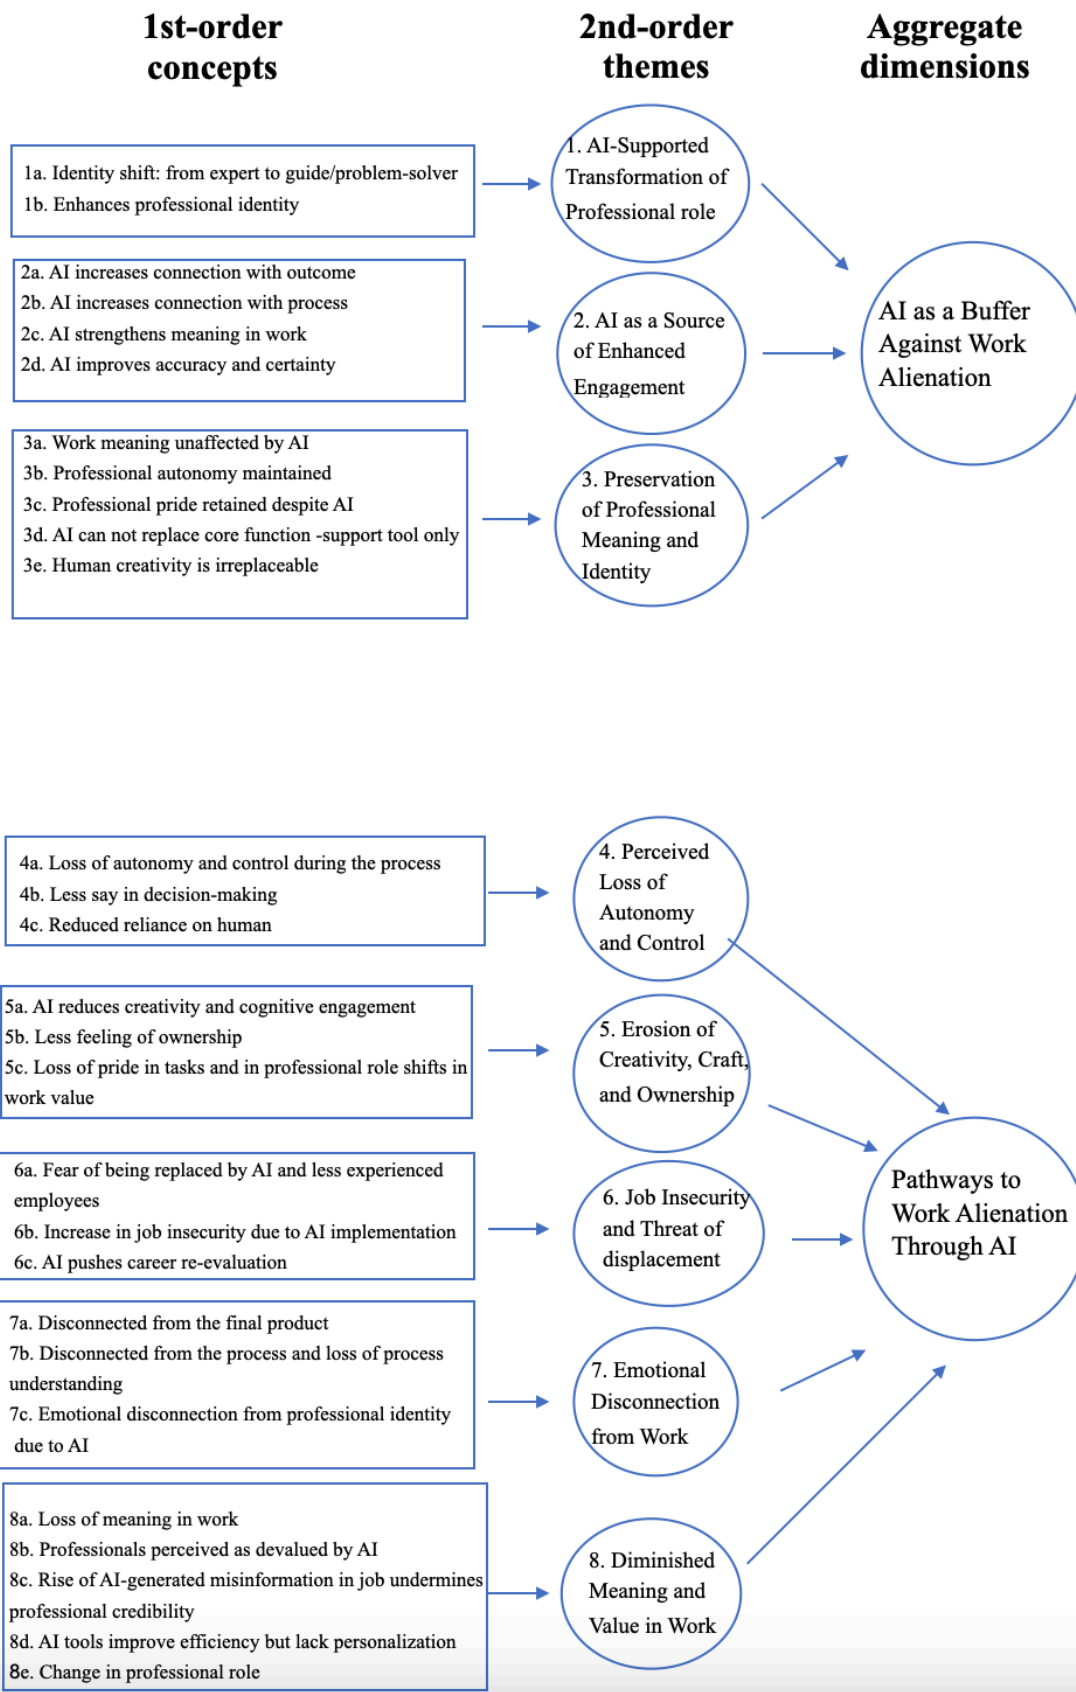 1st-order
concepts
2nd-order
themes
Aggregate
dimensions
1a. Identity shift: from expert to guide/problem-solver
1b. Enhances professional identity
1. AI-Supported
Transformation of
Professional role
2a. AI increases connection with outcome
2b. AI increases connection with process
2c. AI strengthens meaning in work
2d. AI improves accuracy and certainty
2. AI as a Source
of Enhanced
Engagement
AI as a Buffer
Against Work
Alienation
3a. Work meaning unaffected by AI
3b. Professional autonomy maintained
3c. Professional pride retained despite AI
3d. AI can not replace core function -support tool only
3e. Human creativity is irreplaceable
3. Preservation
of Professional
Meaning and
Identity
4a. Loss of autonomy and control during the process
4b. Less say in decision-making
4c. Reduced reliance on human
4. Perceived
Loss of
Autonomy
and Control
5a. AI reduces creativity and cognitive engagement
5b. Less feeling of ownership
5c. Loss of pride in tasks and in professional role shifts in
work value
5. Erosion of
Creativity, Craft,
and Ownership
6a. Fear of being replaced by AI and less experienced
employees
6b. Increase in job insecurity due to AI implementation
6c. AI pushes career re-evaluation
6. Job Insecurity
and Threat of
displacement
Pathways to
Work Alienation
Through AI
7a. Disconnected from the final product
7b. Disconnected from the process and loss of process
understanding
7c. Emotional disconnection from professional identity
due to AI
7. Emotional
Disconnection
from Work
8a. Loss of meaning in work
8b. Professionals perceived as devalued by AI
8c. Rise of AI-generated misinformation in job undermines
professional credibility
8d. AI tools improve efficiency but lack personalization
8e. Change in professional role
8. Diminished
Meaning and
Value in Work